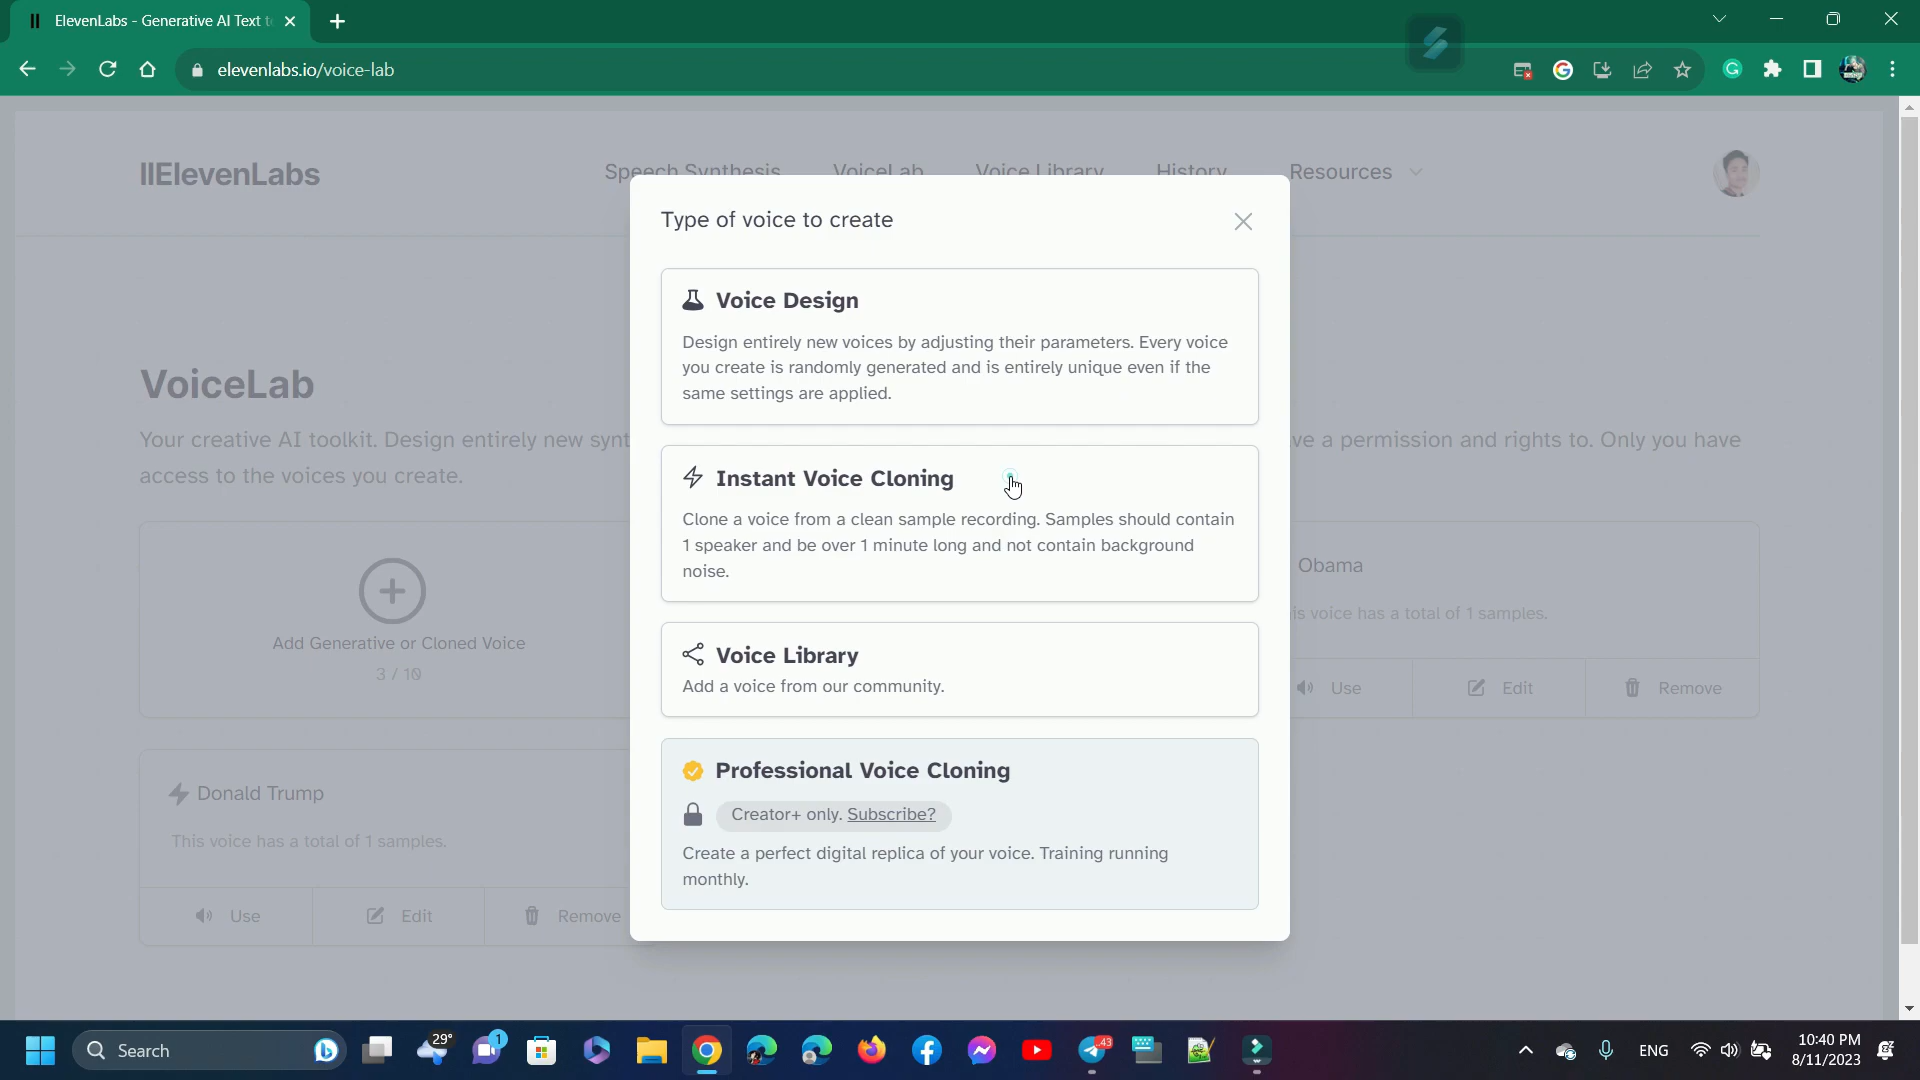 ElevenLabs - Generative AI Text t
elevenlabs.io/voice-lab
IIElevenLabs
Speech Synthesis
VoiceLab
Voice Library
History
Resources
Type of voice to create
Voice Design
Design entirely new voices by adjusting their parameters. Every voice
you create is randomly generated and is entirely unique even if the
same settings are applied.
VoiceLab
Your creative AI toolkit. Design entirely new synt
ve a permission and rights to. Only you have
access to the voices you create.
Instant Voice Cloning
Clone a voice from a clean sample recording. Samples should contain
1 speaker and be over 1 minute long and not contain background
noise.
Add Generative or Cloned Voice
3 / 10
Obama
is voice has a total of 1 samples.
Use
Edit
Remove
Voice Library
Add a voice from our community.
Professional Voice Cloning
Creator+ only. Subscribe?
Create a perfect digital replica of your voice. Training running
monthly.
Donald Trump
This voice has a total of 1 samples.
Use
Edit
Remove
Search
29°
1
43
ENG
10:40 PM
8/11/2023